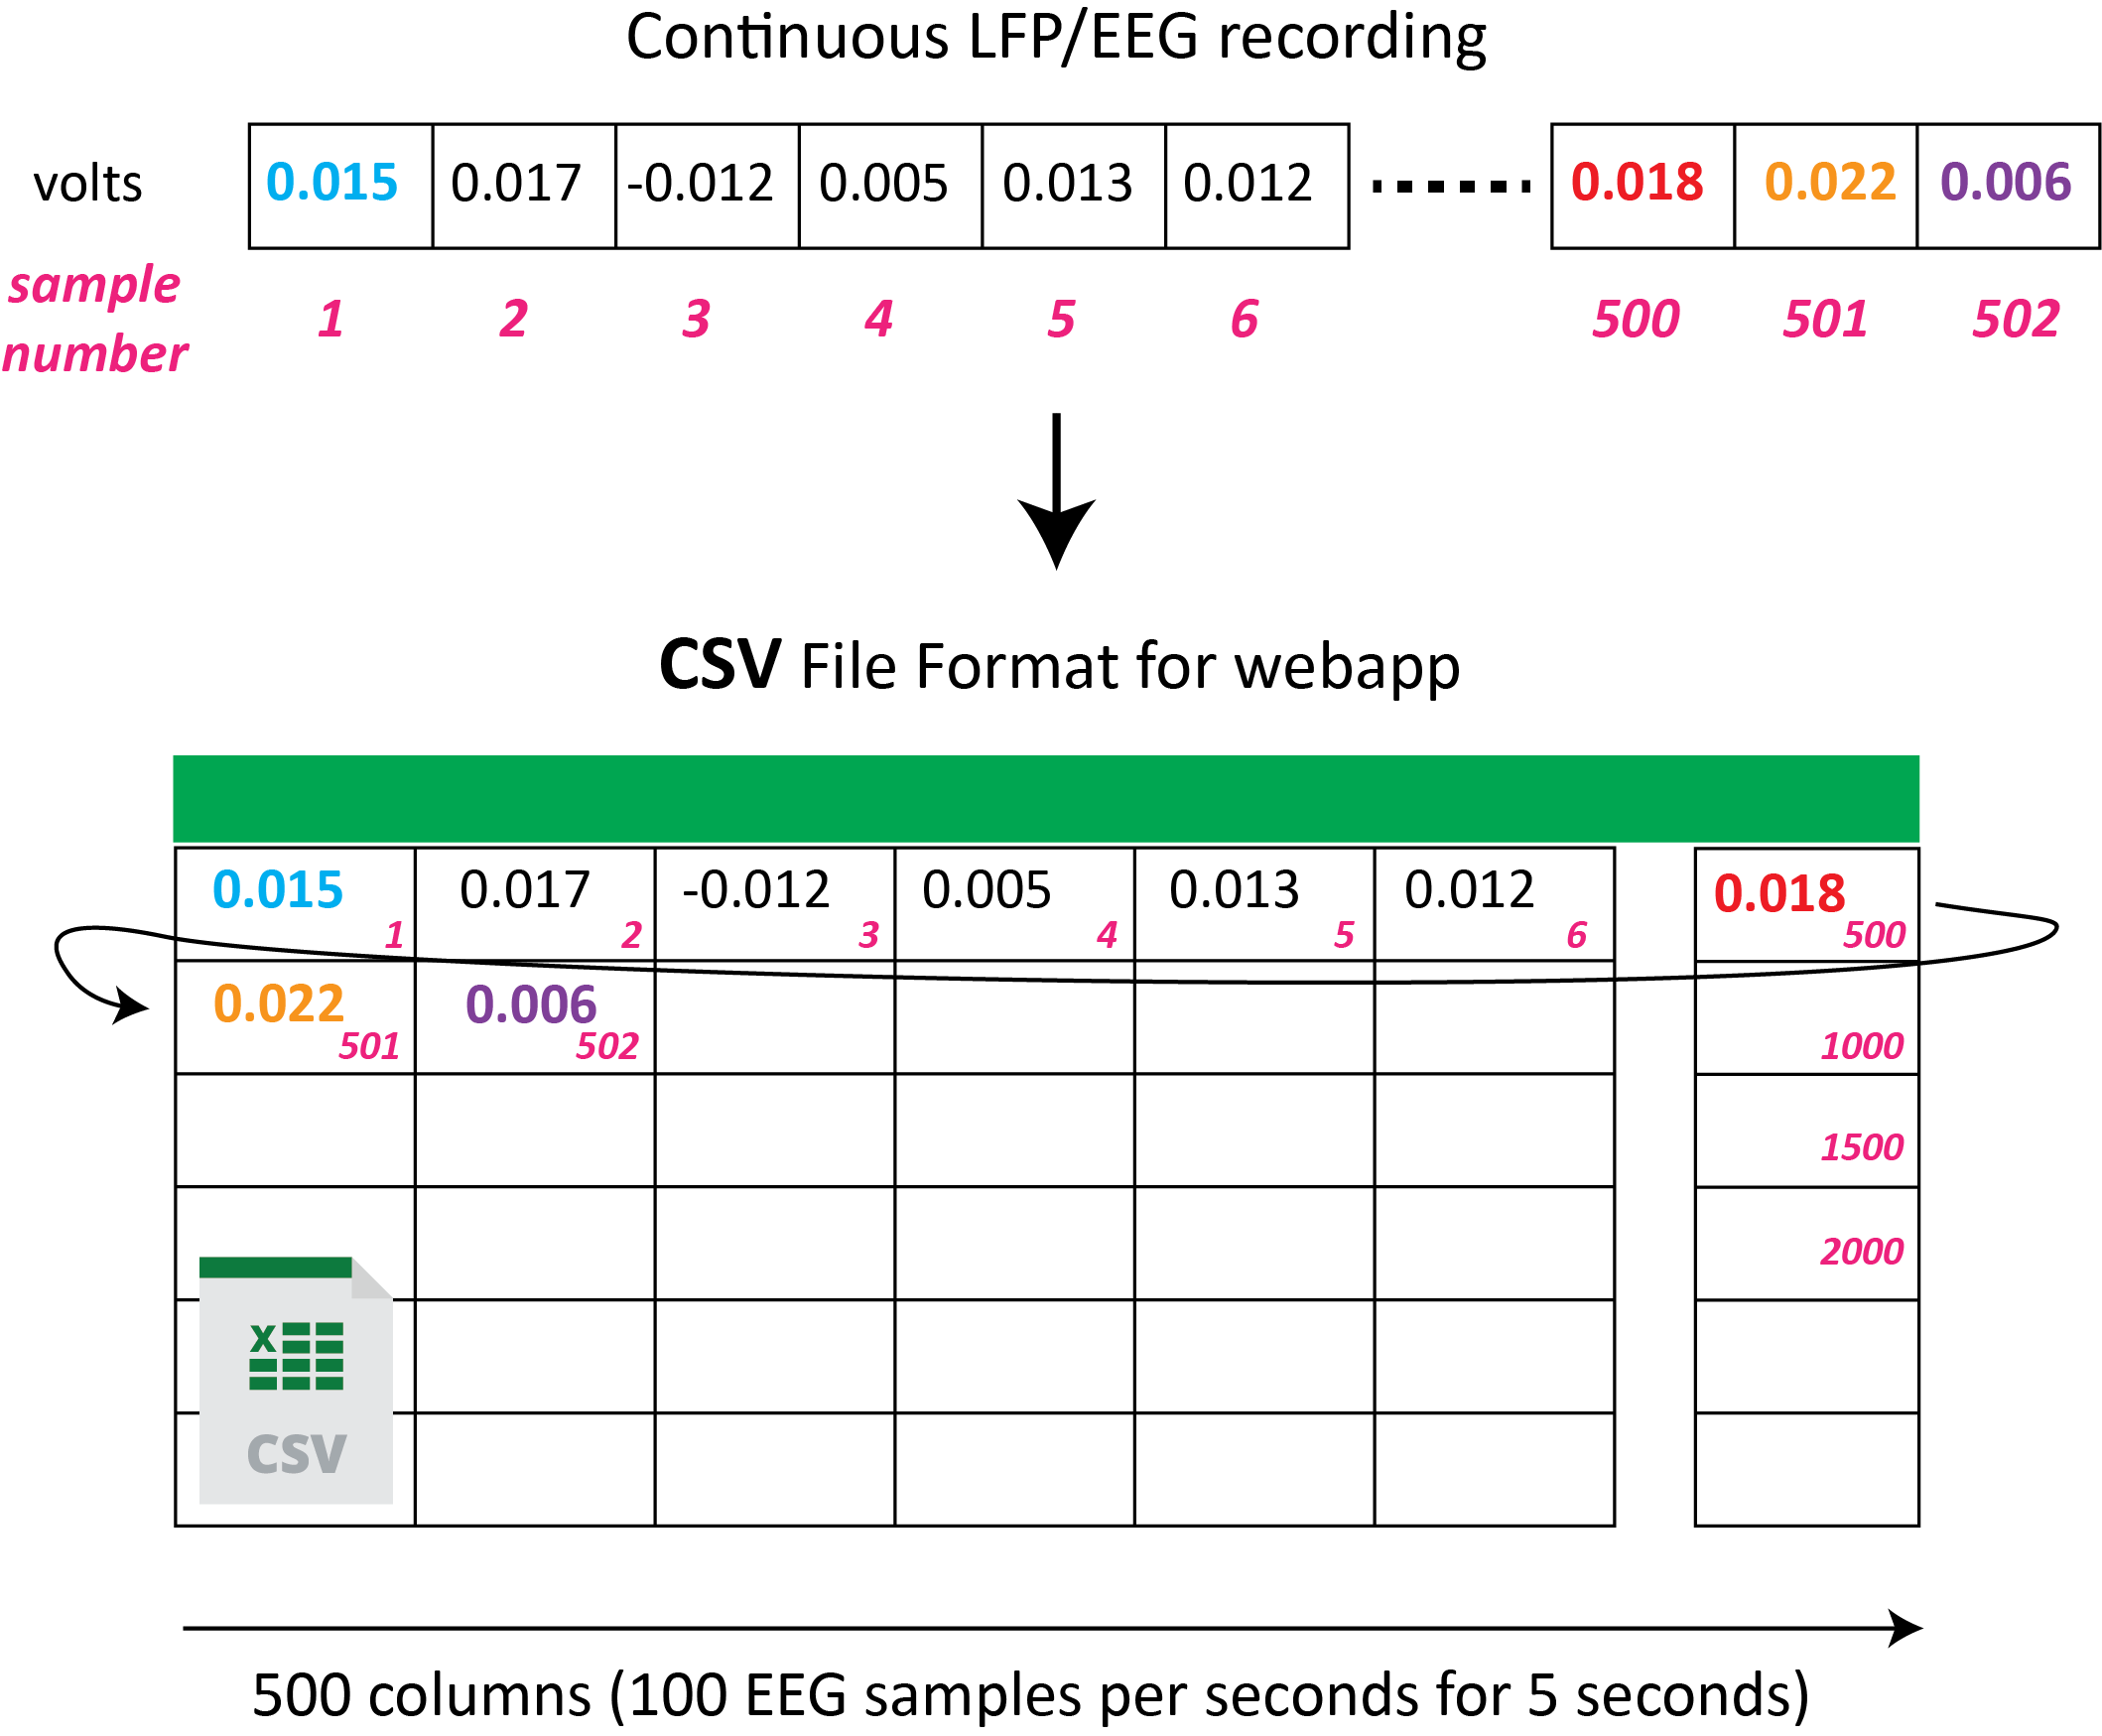 Continuous LFP/EEG recording
volts 0.015 0.017 -0.012 0.005 0.013 0.012 0.018 0.022 0.006
sample
number
1 2 3 4 5 6 500 501 502
CSV File Format for webapp
0.015 0.017 -0.012 0.005 0.013 0.012 0.018
1 2 3 4 5 6 500
0.022 0.006
501 502 1000
1500
2000
x
CSV
500 columns (100 EEG samples per seconds for 5 seconds)